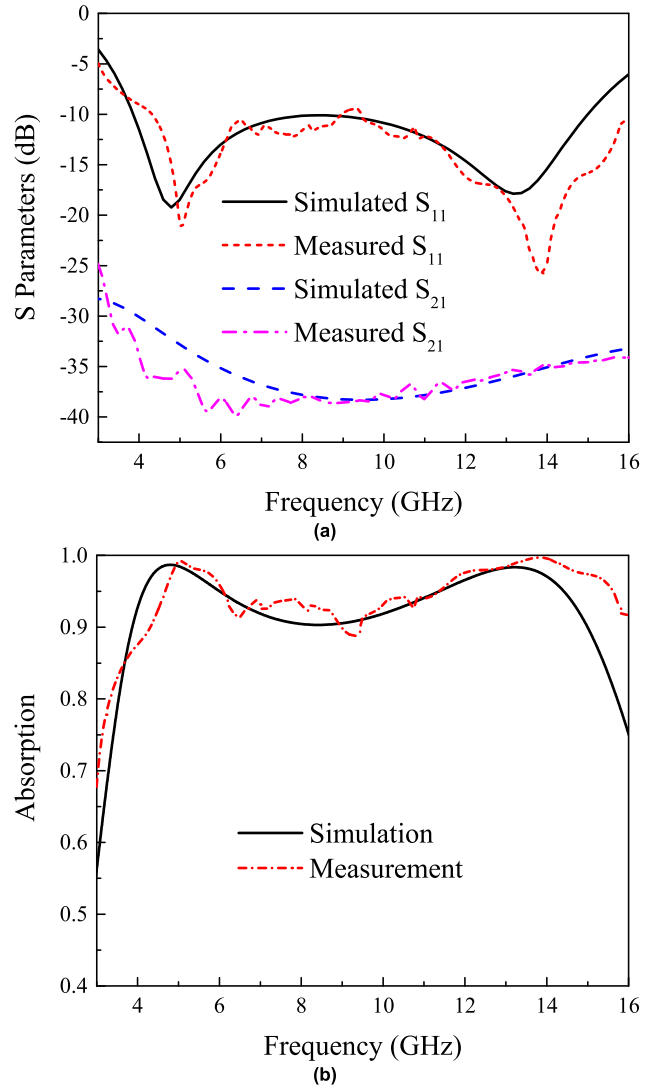 0
-5
-10
-15
-20
-25
-30
-35
-40
S Parameters (dB)
Simulated S11
Measured S11
Simulated S21
Measured S21
4 6 8 10 12 14 16
Frequency (GHz)
(a)
1.0
0.9
0.8
0.7
0.6
0.5
0.4
Absorption
Simulation
Measurement
4 6 8 10 12 14 16
Frequency (GHz)
(b)